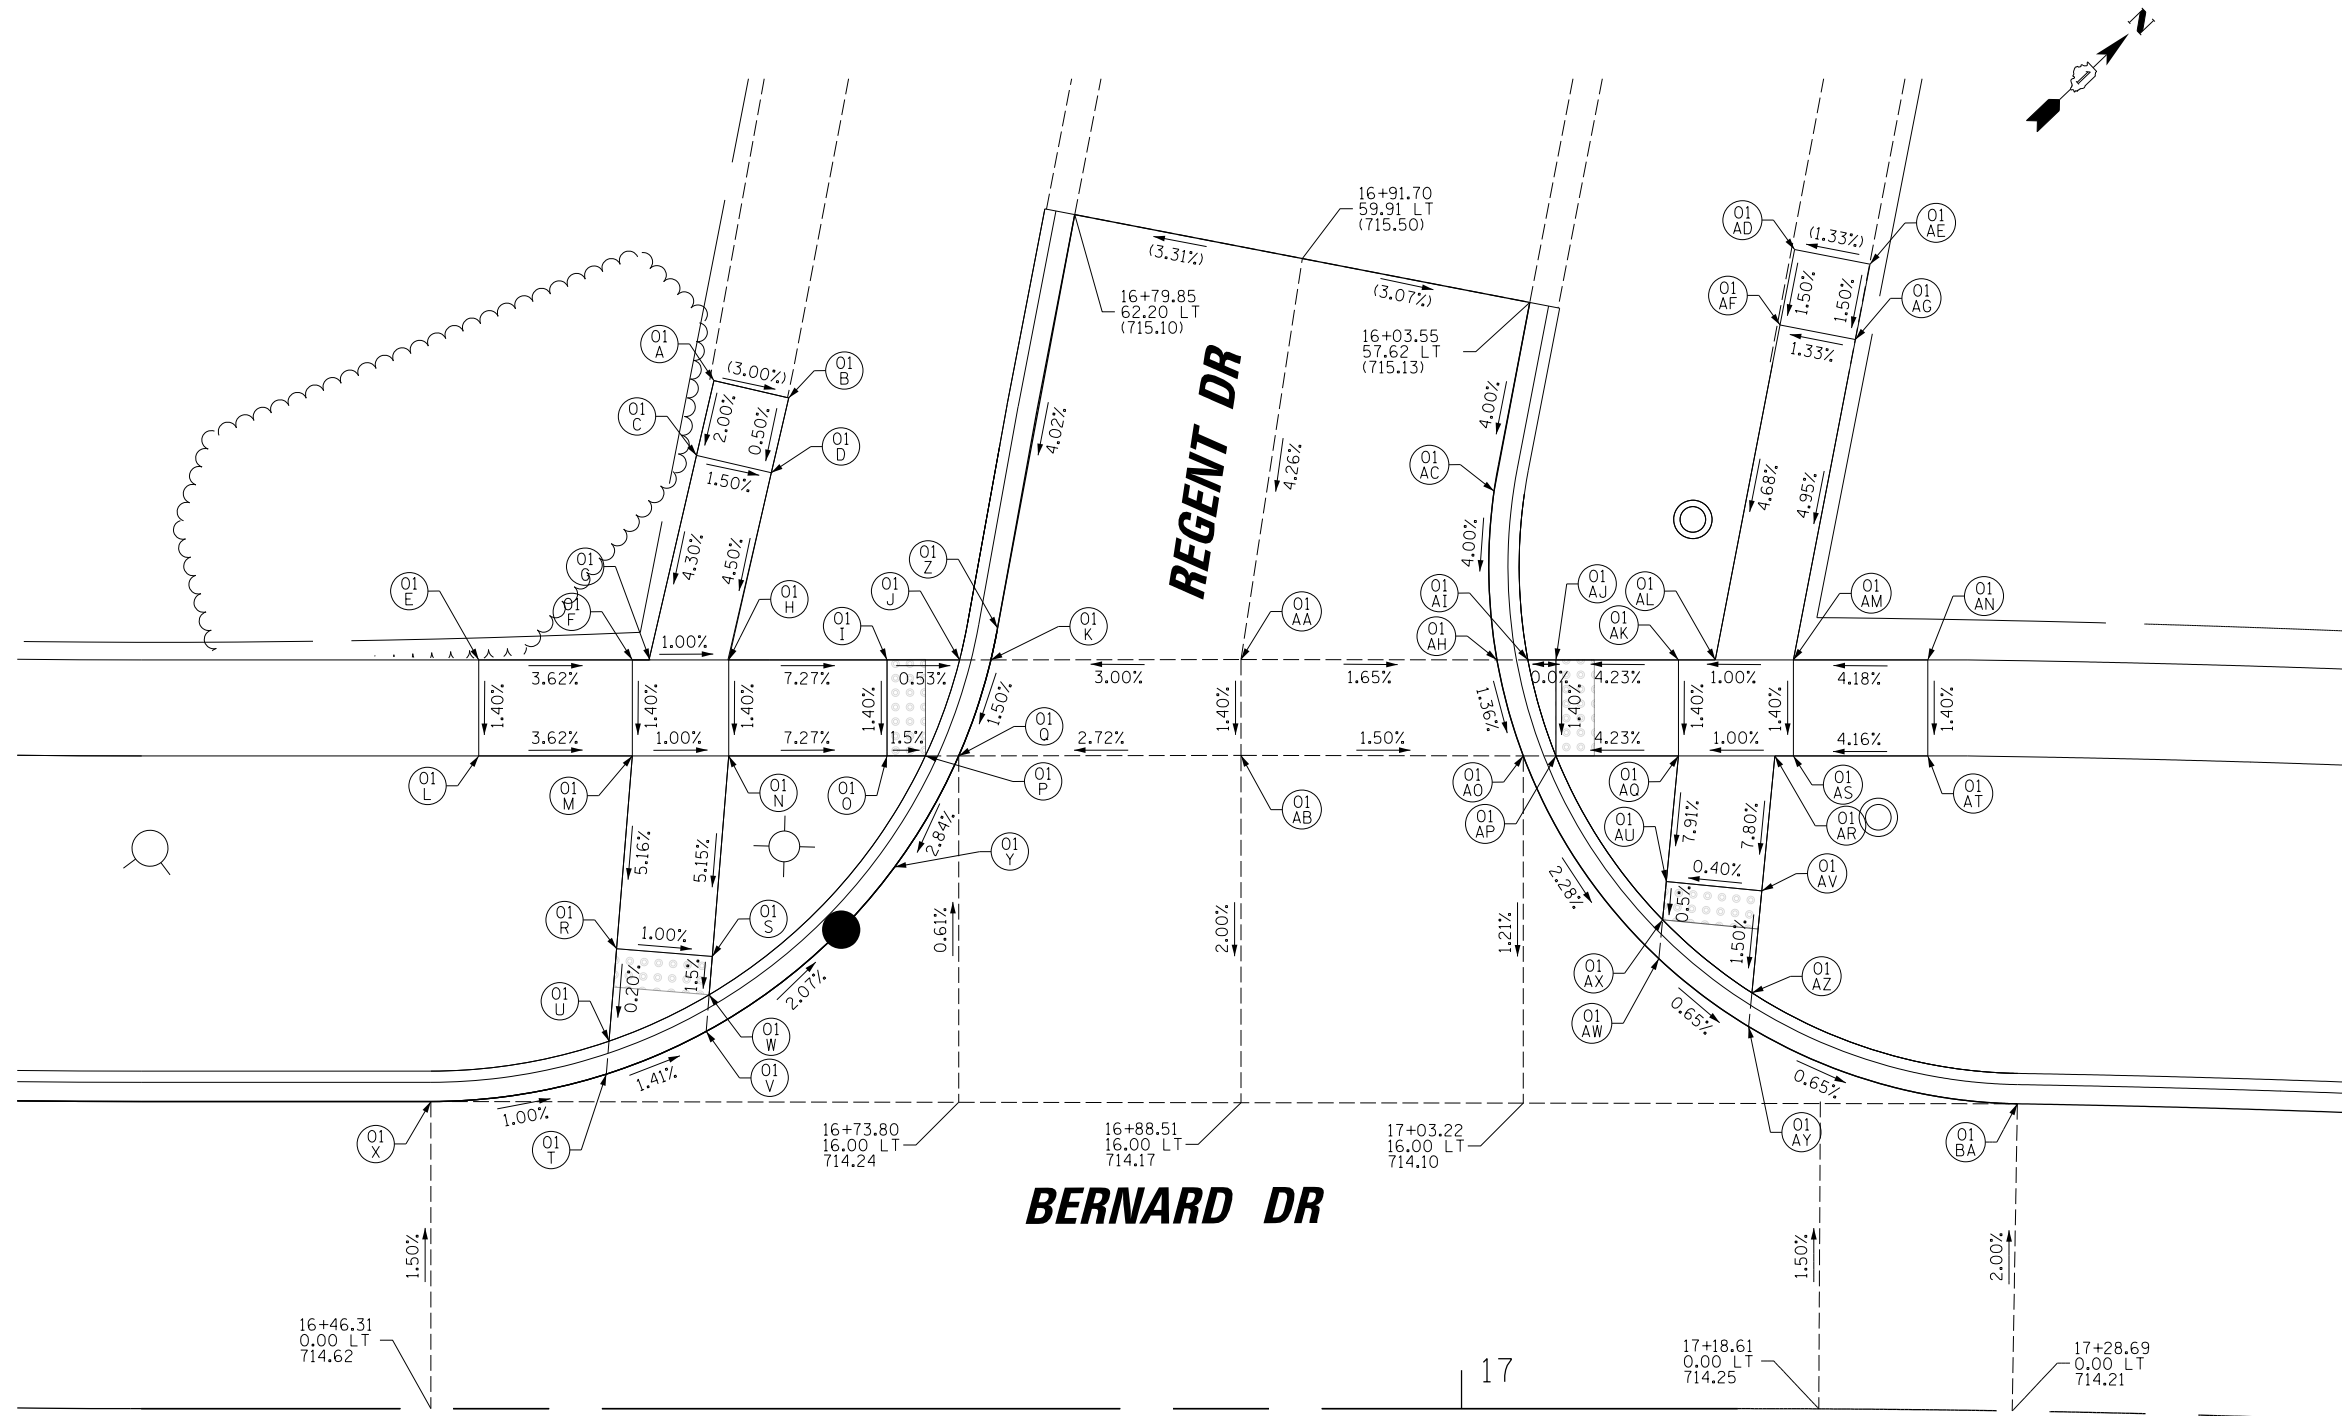 N
16+91.70
59.91 LT
(715.50)
01
AD
01
AE
(1.33%)
(3.31%)
1.50%
1.50%
(3.07%)
01
AF
01
AG
16+79.85
62.20 LT
(715.10)
16+03.55
57.62 LT
(715.13)
1.33%
01
A
(3.00%)
01
B
REGENT DR
01
C
2.00%
0.50%
01
D
4.02%
4.00%
4.26%
01
AC
1.50%
4.68%
4.95%
4.30%
4.50%
01
G
01
Z
4.00%
01
E
01
F
01
H
01
J
01
I
01
K
01
AA
01
AI
01
AJ
01
AL
01
AK
01
AM
01
AN
01
AH
1.00%
3.62%
7.27%
0.53%
3.00%
1.65%
0.0%
4.23%
1.00%
4.18%
1.40%
1.40%
1.40%
1.40%
1.50%
1.40%
1.36%
1.40%
1.40%
1.40%
1.40%
01
Q
3.62%
1.00%
7.27%
1.5%
2.72%
1.50%
4.23%
1.00%
4.16%
01
L
01
M
01
N
01
O
01
P
01
AB
01
AO
01
AP
01
AQ
01
AS
01
AT
01
AR
01
AU
7.91%
7.80%
5.16%
5.15%
2.84%
01
Y
2.28%
0.40%
01
AV
01
R
1.00%
01
S
0.61%
2.00%
1.21%
0.5%
1.50%
0.20%
1.5%
2.07%
01
AX
01
AZ
01
U
01
W
01
AW
0.65%
1.41%
01
V
0.65%
1.00%
01
X
01
T
16+73.80
16.00 LT
714.24
16+88.51
16.00 LT
714.17
17+03.22
16.00 LT
714.10
01
AY
01
BA
BERNARD DR
1.50%
1.50%
2.00%
16+46.31
0.00 LT
714.62
17
17+18.61
0.00 LT
714.25
17+28.69
0.00 LT
714.21